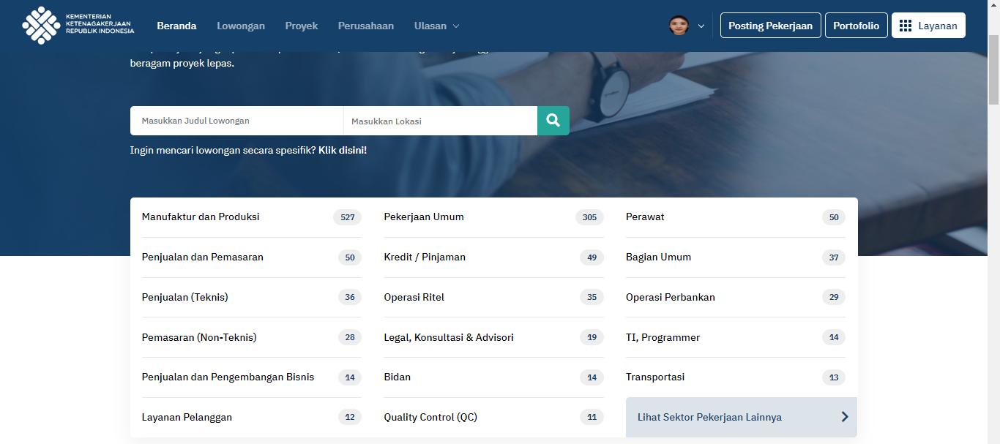 KEMENTERIAN
KETENAGAKERJAAN
REPUBLIK INDONESIA
Beranda Lowongan Proyek Perusahaan Ulasan Posting Pekerjaan Portofolio Layanan
beragam proyek lepas.
Masukkan Judul Lowongan Masukkan Lokasi
Ingin mencari lowongan secara spesifik? Klik disini!
Manufaktur dan Produksi 527 Pekerjaan Umum 305 Perawat 50
Penjualan dan Pemasaran 50 Kredit / Pinjaman 49 Bagian Umum 37
Penjualan (Teknis) 36 Operasi Ritel 35 Operasi Perbankan 29
Pemasaran (Non-Teknis) 28 Legal, Konsultasi & Advisori 19 TI, Programmer 14
Penjualan dan Pengembangan Bisnis 14 Bidan 14 Transportasi 13
Layanan Pelanggan 12 Quality Control (QC) 11 Lihat Sektor Pekerjaan Lainnya